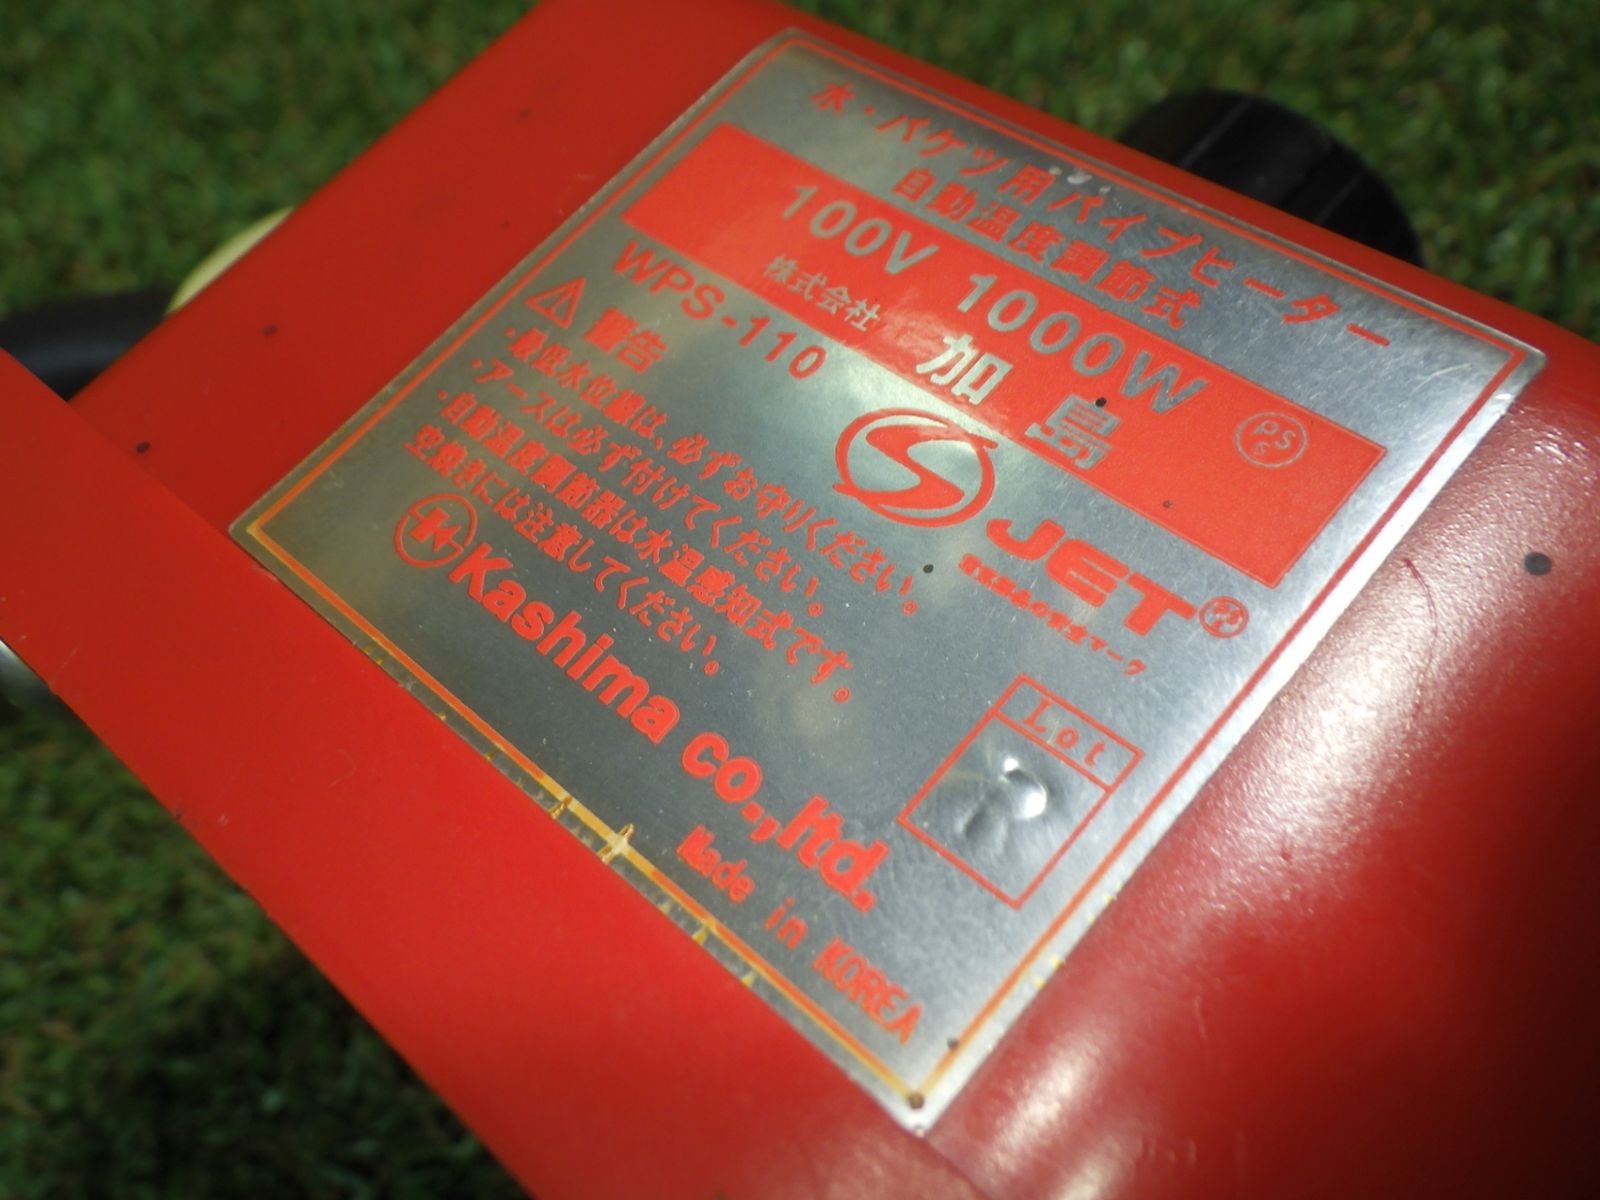 水・バケツ用パイプヒーター
自動温度調節式
100V 1000W
PS
E
株式会社 加島
WPS-110
警告
・最低水位線は、必ずお守りください。
・アースは必ず付けてください。
・自動温度調節器は水温感知式です。
空焚きには注意してください。
S JET
Kashima co.,ltd.
Lot
Made in KOREA